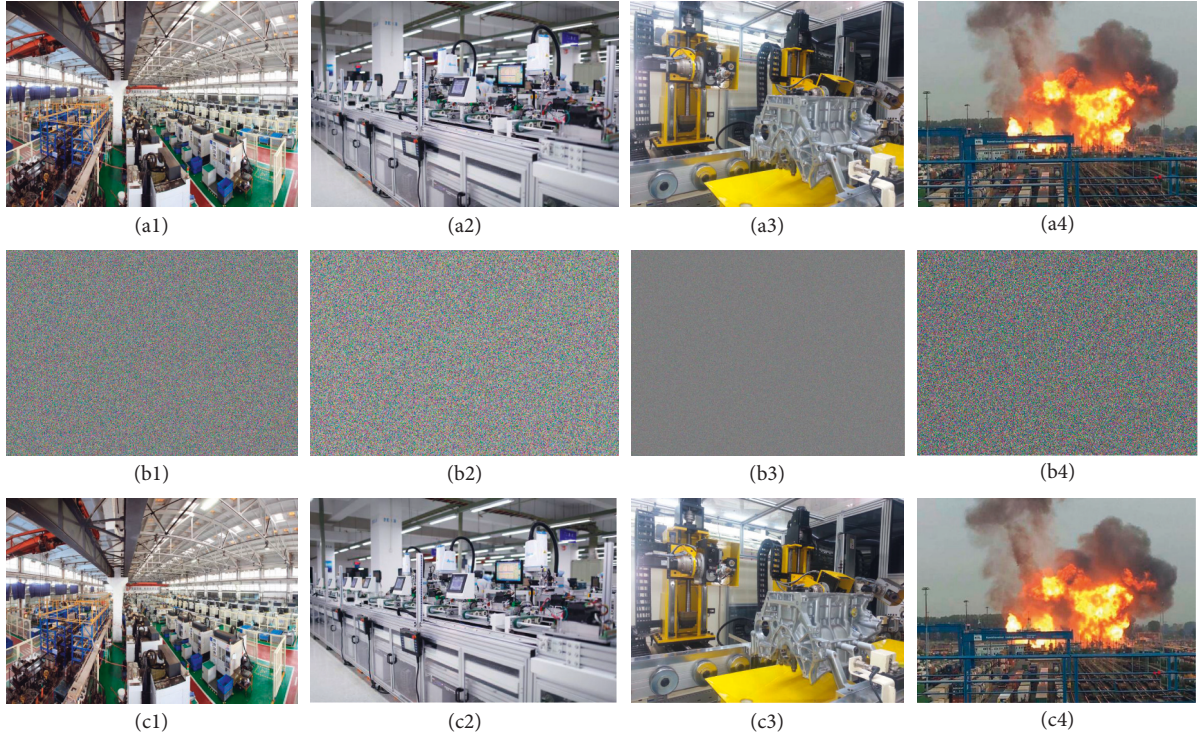 (a1) (a2) (a3) (a4)
(b1) (b2) (b3) (b4)
(c1) (c2) (c3) (c4)